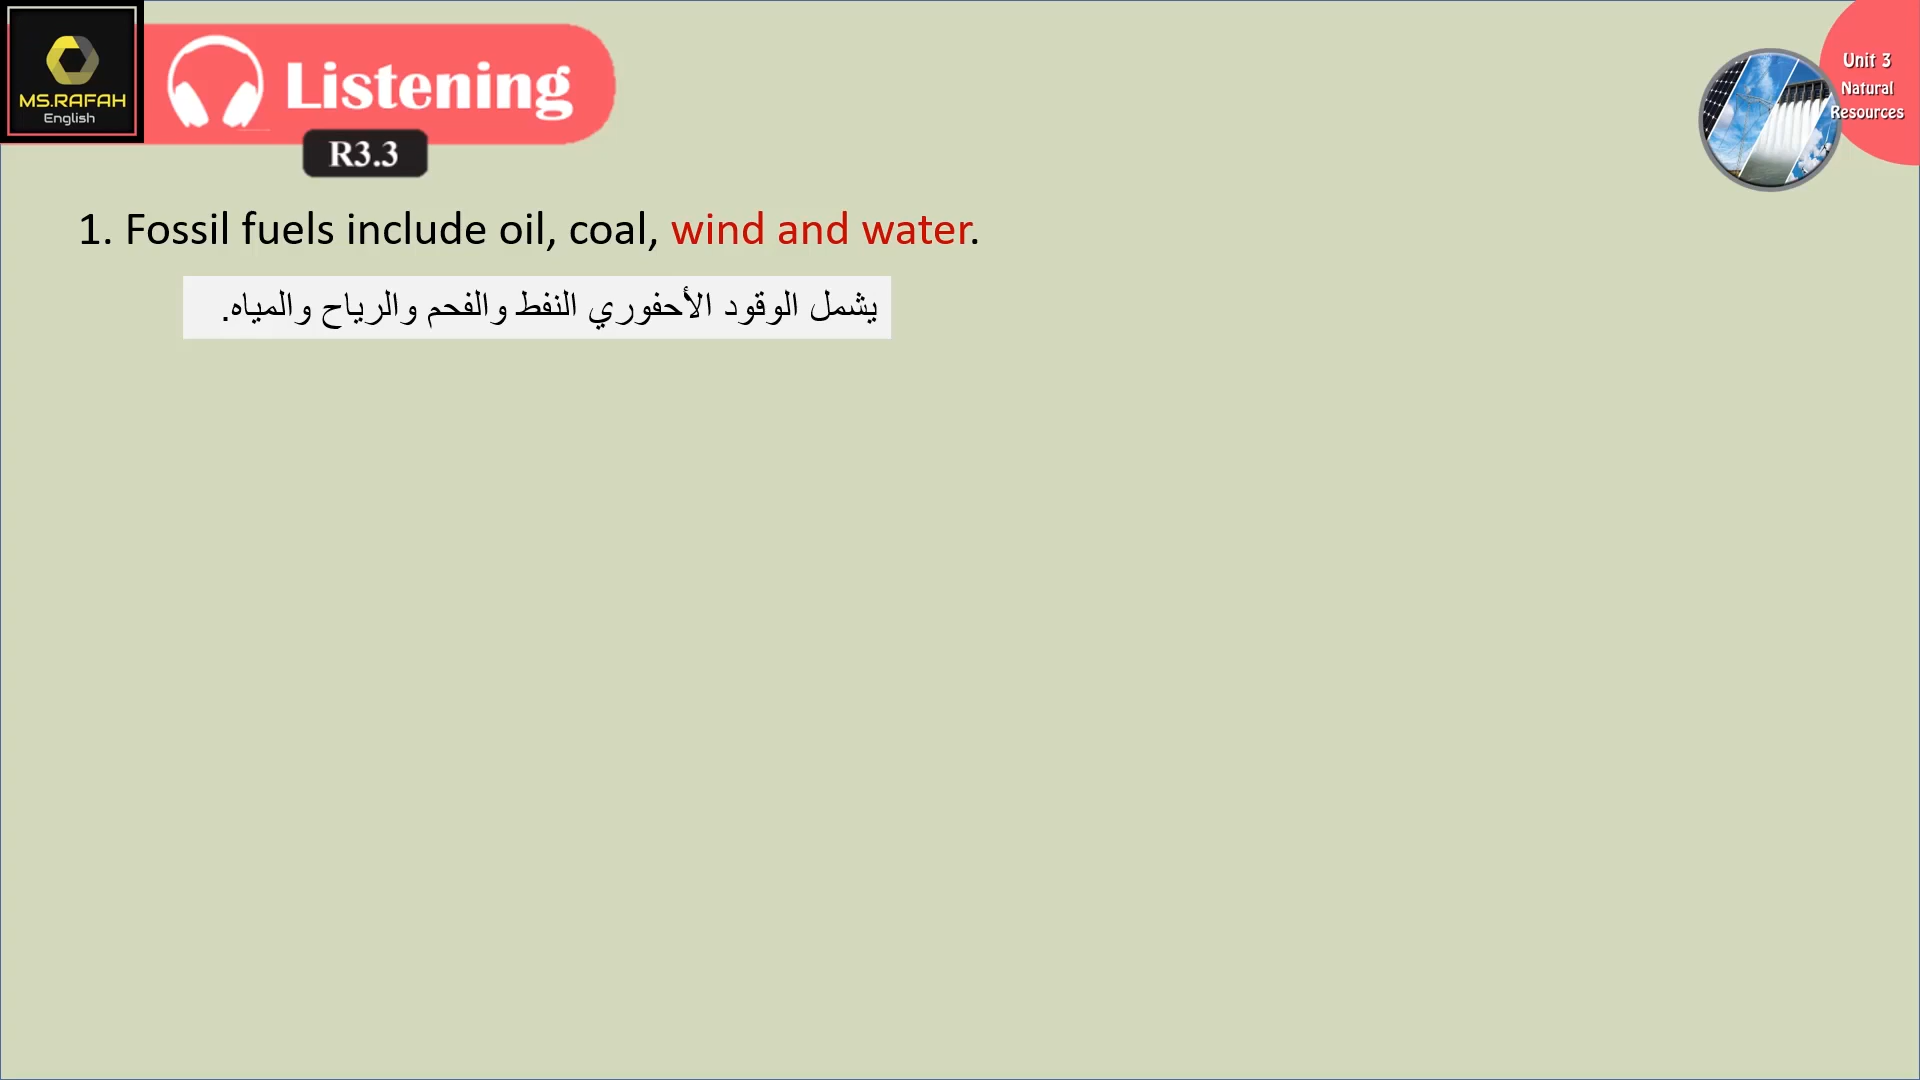 MS.RAFAH
English
Listening
R3.3
Unit 3
Natural
Resources
1. Fossil fuels include oil, coal, wind and water.
يشمل الوقود الأحفوري النفط والفحم والرياح والمياه.